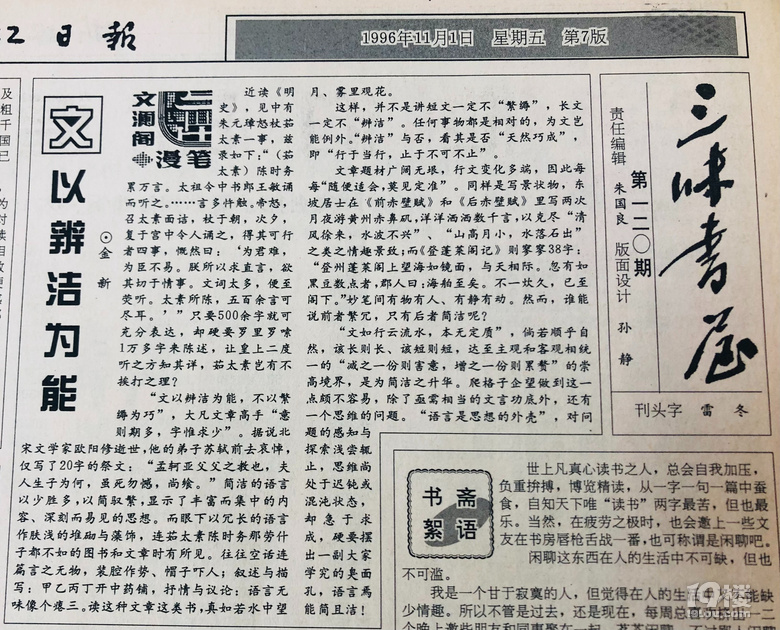 江日報
1996年11月1日 星期五 第7版
三味书屋
第一二〇期
责任编辑 朱国良 版面设计 孙静
刊头字 雷冬
文澜阁
漫笔
文以辨洁为能
⊙金新
近读《明
史》,见中有
朱元璋怒杖茹
太素一事,兹
录如下:“(茹
太素)陈时务
累万言。太祖令中书郎王敏诵
而听之。……言多忤触。帝怒,
召太素面诘,杖于朝,次夕,
复于宫中令人诵之,得其可行
者四事,慨然曰:‘为君难,
为臣不易。朕所以求直言,欲
其切于情事。文词太多,便至
荧听。太素所陈,五百余言可
尽耳。’”只要500余字就可
充分表达,却硬要罗里罗嗦
1万多字来陈述,让皇上二度
听之方知其详,茹太素岂有不
挨打之理?
“文以辨洁为能,不以繁
缛为巧”,大凡文章高手“意
则期多,字惟求少”。据说北
宋文学家欧阳修逝世,他的弟子苏轼前去哀悼,
仅写了20字的祭文:“孟柯亚父父之教也,夫
人生子为何,虽死勿憾,尚飨。”简洁的语言
以少胜多,以简驭繁,显示了丰富而集中的内
容、深刻而易见的思想。而眼下以冗长的语言
作肤浅的堆砌与藻饰,连茹太素陈时务那劳什
子都不如的图书和文章时有所见。往往空话连
篇言之无物,装腔作势、帽子吓人;叙述与描
写:甲乙丙丁开中药铺,抒情与议论:语言无
味像个瘪三。读这种文章这类书,真如若水中望
月、雾里观花。
这样,并不是讲短文一定不“繁缛”,长文
一定不“辨洁”。任何事物都是相对的,为文岂
能例外。“辨洁”与否,看其是否“天然巧成”,
即“行于当行,止于不可不止”。
文章题材广阔无垠,行文变化多端,因此每
每“随便适会,莫见定准”。同样是写景状物,东
坡居士在《前赤壁赋》和《后赤壁赋》里写两次
月夜游黄州赤鼻矶,洋洋洒洒数千言,以克尽“清
风徐来,水波不兴”、“山高月小,水落石出”
之类之情趣景致;而《登蓬莱阁记》则寥寥38字:
“登州蓬莱阁上望海如镜面,与天相际。忽有如
黑豆数点者,郡人曰:海舶至矣。不一炊久,已至
阁下。”妙笔间有物有人、有静有动。然而,谁能
说前者繁冗,只有后者简洁呢?
“文如行云流水,本无定质”,倘若顺乎自
然,该长则长、该短则短,达至主观和客观相统
一的“减之一份则害意,增之一份则累赘”的崇
高境界,是为简洁之升华。爬格子企望做到这一
点颇不容易,除了亟需相当的文言功底外,还有
一个思维的问题。“语言是思想的外壳”,对问
题的感知与
探索浅尝辄
止,思维尚
处于迟钝或
混沌状态,
却急于求
成,硬要摆
出一副大家
学究的臭面
孔,语言焉
能简且洁!
书斋
絮语
世上凡真心读书之人,总会自我加压,
负重拚搏,博览精读,从一字一句一篇中蚕
食,自知天下唯“读书”两字最苦,但也最
乐。当然,在疲劳之极时,也会邀上一些文
友在书房唇枪舌战一番,也可称谓是闲聊吧。
闲聊这东西在人的生活中不可缺,但也
不可滥。
我是一个甘于寂寞的人,但觉得在人的生活中不能缺
少情趣。所以不管是过去,还是现在,每周总
19楼